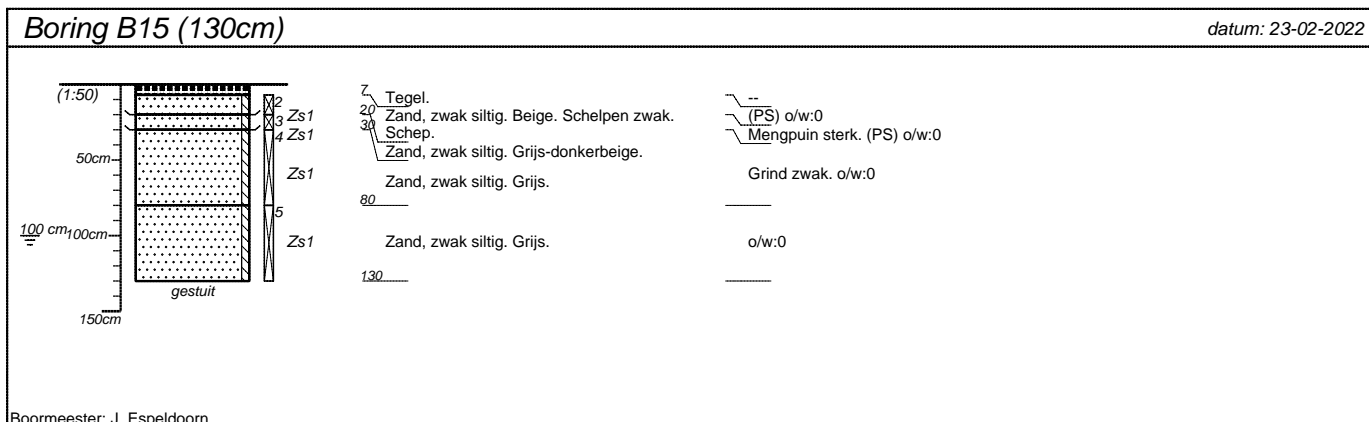 Boring B15 (130cm)
datum: 23-02-2022
(1:50)
50cm
100 cm
100cm
150cm
gestuit
2
3
4
5
Zs1
Zs1
Zs1
Zs1
7
Tegel.
--
20
Zand, zwak siltig. Beige. Schelpen zwak.
(PS) o/w:0
30
Schep.
Mengpuin sterk. (PS) o/w:0
Zand, zwak siltig. Grijs-donkerbeige.
Zand, zwak siltig. Grijs.
Grind zwak. o/w:0
80
Zand, zwak siltig. Grijs.
o/w:0
130
Boormeester: J. Espeldoorn